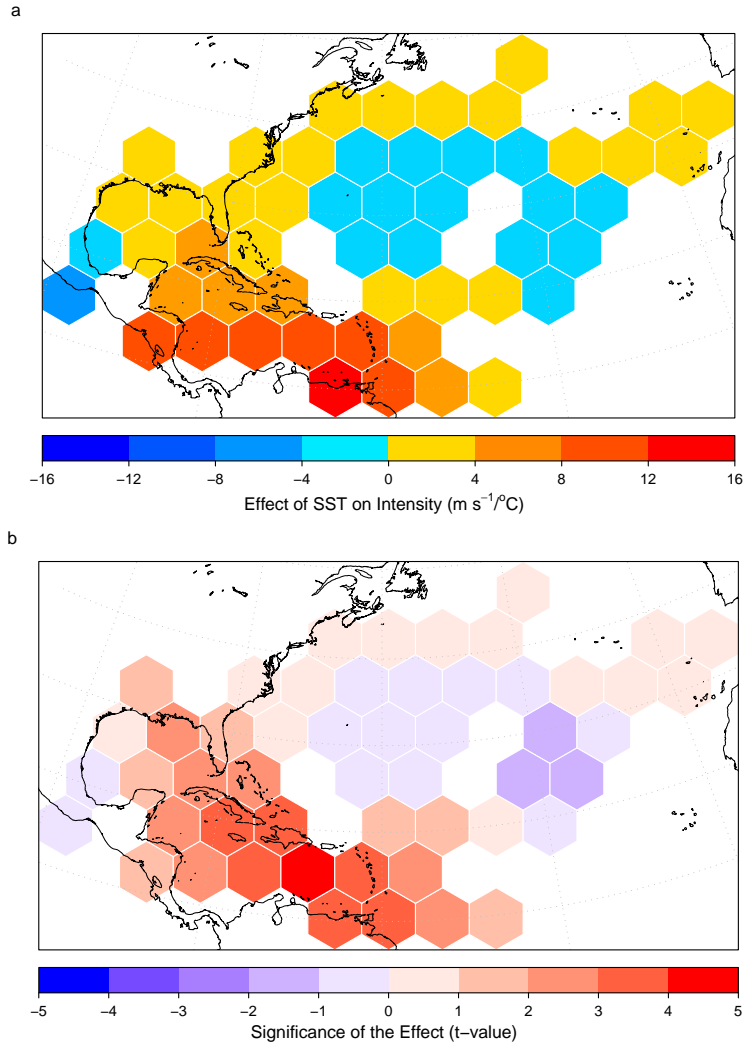 a
−16 −12 −8 −4 0 4 8 12 16
Effect of SST on Intensity (m s⁻¹/°C)
b
−5 −4 −3 −2 −1 0 1 2 3 4 5
Significance of the Effect (t−value)